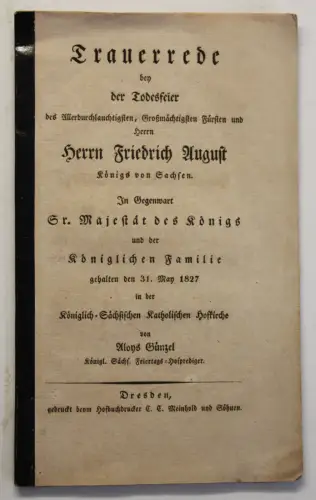 Trauerrede
bey
der Todesfeier
des Allerdurchlauchtigsten, Großmächtigsten Fürsten und
Herrn
Herrn Friedrich August
Königs von Sachsen.
In Gegenwart
Sr. Majestät des Königs
und der
Königlichen Familie
gehalten den 31. May 1827
in der
Königlich-Sächsischen Katholischen Hofkirche
von
Aloys Günzel
Königl. Sächs. Feiertags-Hofprediger.
Dresden,
gedruckt beym Hofbuchdrucker C. C. Meinhold und Söhnen.